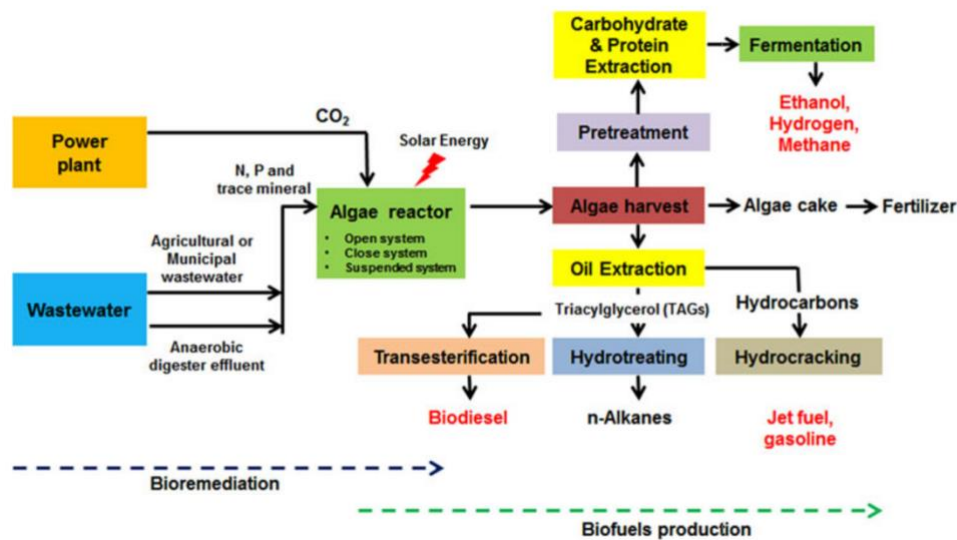 Carbohydrate
& Protein
Extraction
Fermentation
Ethanol,
Hydrogen,
Methane
Power
plant
CO₂
Solar Energy
Pretreatment
N, P and
trace mineral
Algae reactor
• Open system
• Close system
• Suspended system
Algae harvest
Algae cake
Fertilizer
Agricultural or
Municipal
wastewater
Wastewater
Anaerobic
digester effluent
Oil Extraction
Triacylglycerol (TAGs)
Hydrocarbons
Transesterification
Hydrotreating
Hydrocracking
Biodiesel
n-Alkanes
Jet fuel,
gasoline
Bioremediation
Biofuels production